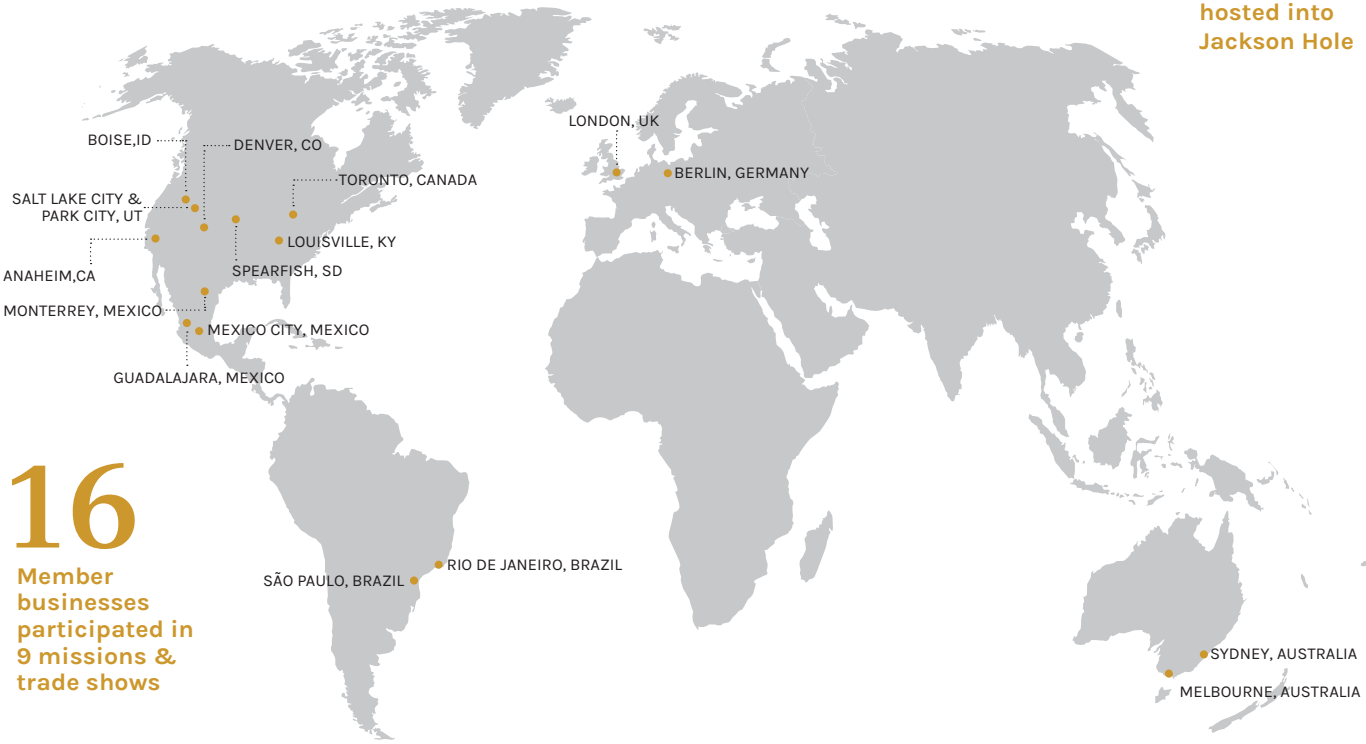 hosted into
Jackson Hole
LONDON, UK
BOISE,ID
DENVER, CO
BERLIN, GERMANY
TORONTO, CANADA
SALT LAKE CITY &
PARK CITY, UT
LOUISVILLE, KY
ANAHEIM,CA
SPEARFISH, SD
MONTERREY, MEXICO
MEXICO CITY, MEXICO
GUADALAJARA, MEXICO
16
Member
businesses
participated in
9 missions &
trade shows
RIO DE JANEIRO, BRAZIL
SÃO PAULO, BRAZIL
SYDNEY, AUSTRALIA
MELBOURNE, AUSTRALIA